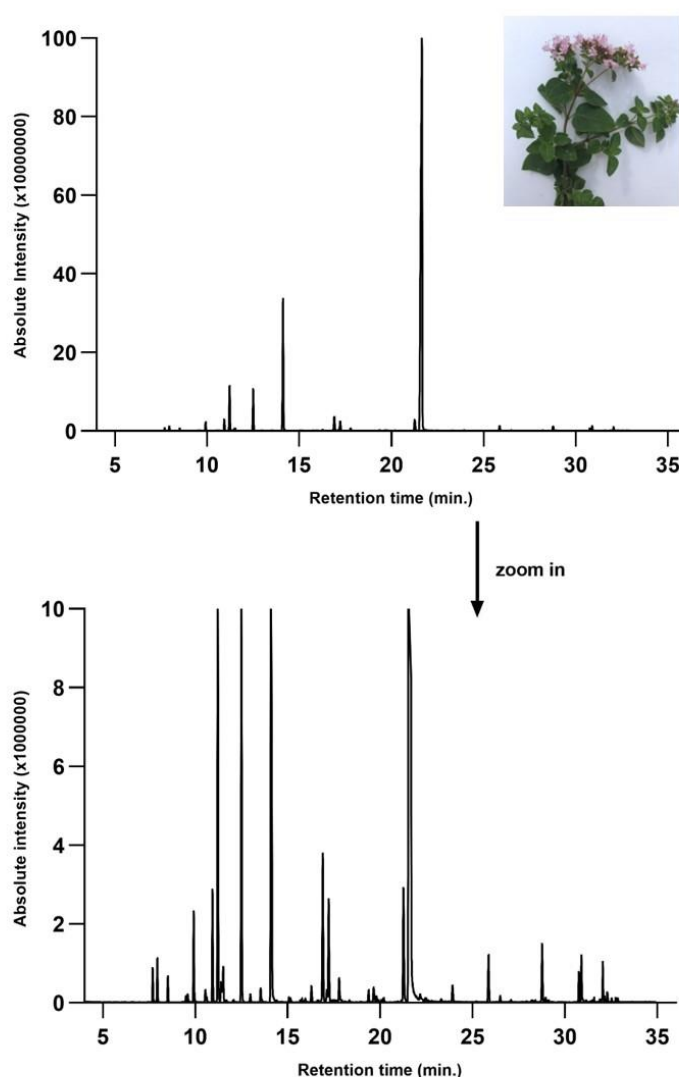 100
80
60
40
20
0
Absolute Intensity (x10000000)
5 10 15 20 25 30 35
Retention time (min.)
zoom in
10
8
6
4
2
0
Absolute intensity (x1000000)
5 10 15 20 25 30 35
Retention time (min.)